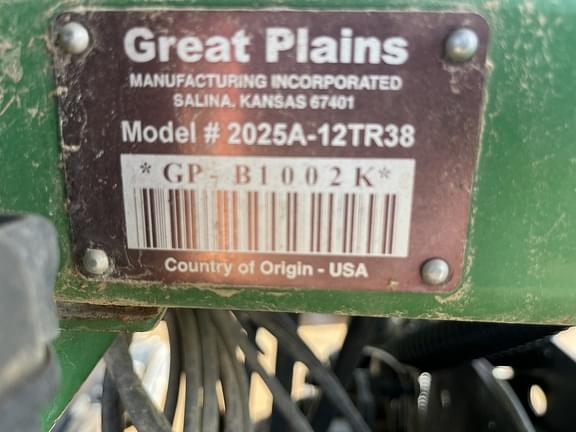 Great Plains
MANUFACTURING INCORPORATED
SALINA, KANSAS 67401
Model # 2025A-12TR38
*GP-B1002K*
Country of Origin - USA